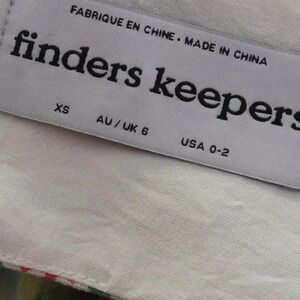 FABRIQUE EN CHINE . MADE IN CHINA
finders keepers
XS AU / UK 6 USA 0-2